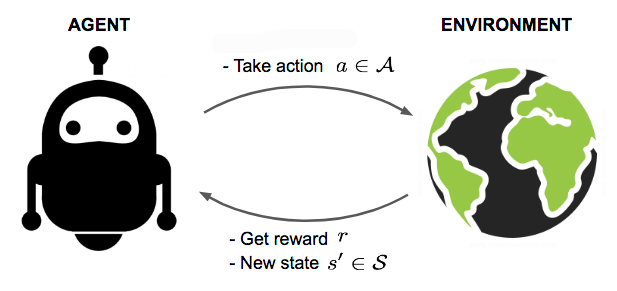 AGENT
ENVIRONMENT
- Take action a ∈ 𝒜
- Get reward r
- New state s′ ∈ 𝒮